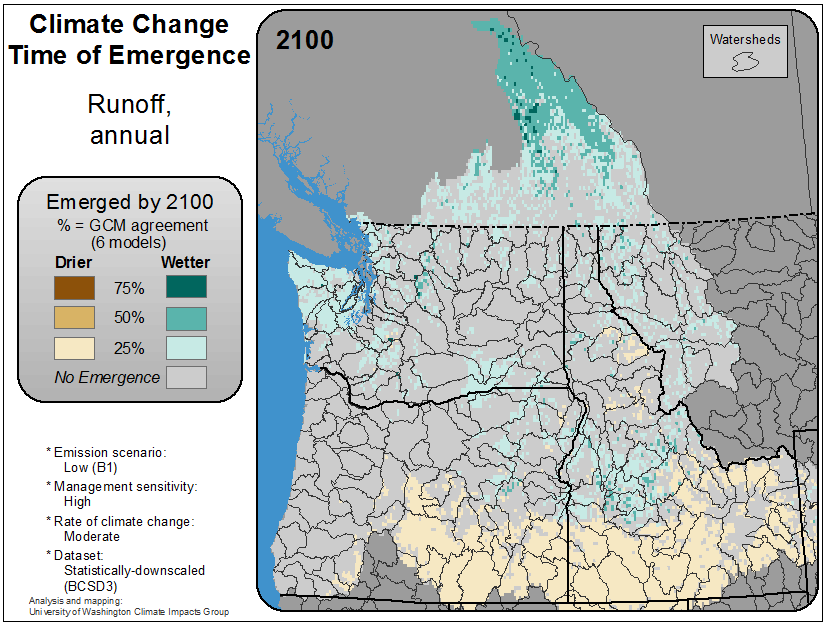 Climate Change
Time of Emergence
Runoff,
annual
Emerged by 2100
% = GCM agreement
(6 models)
Drier Wetter
75%
50%
25%
No Emergence
* Emission scenario:
Low (B1)
* Management sensitivity:
High
* Rate of climate change:
Moderate
* Dataset:
Statistically-downscaled
(BCSD3)
Analysis and mapping:
University of Washington Climate Impacts Group
2100
Watersheds